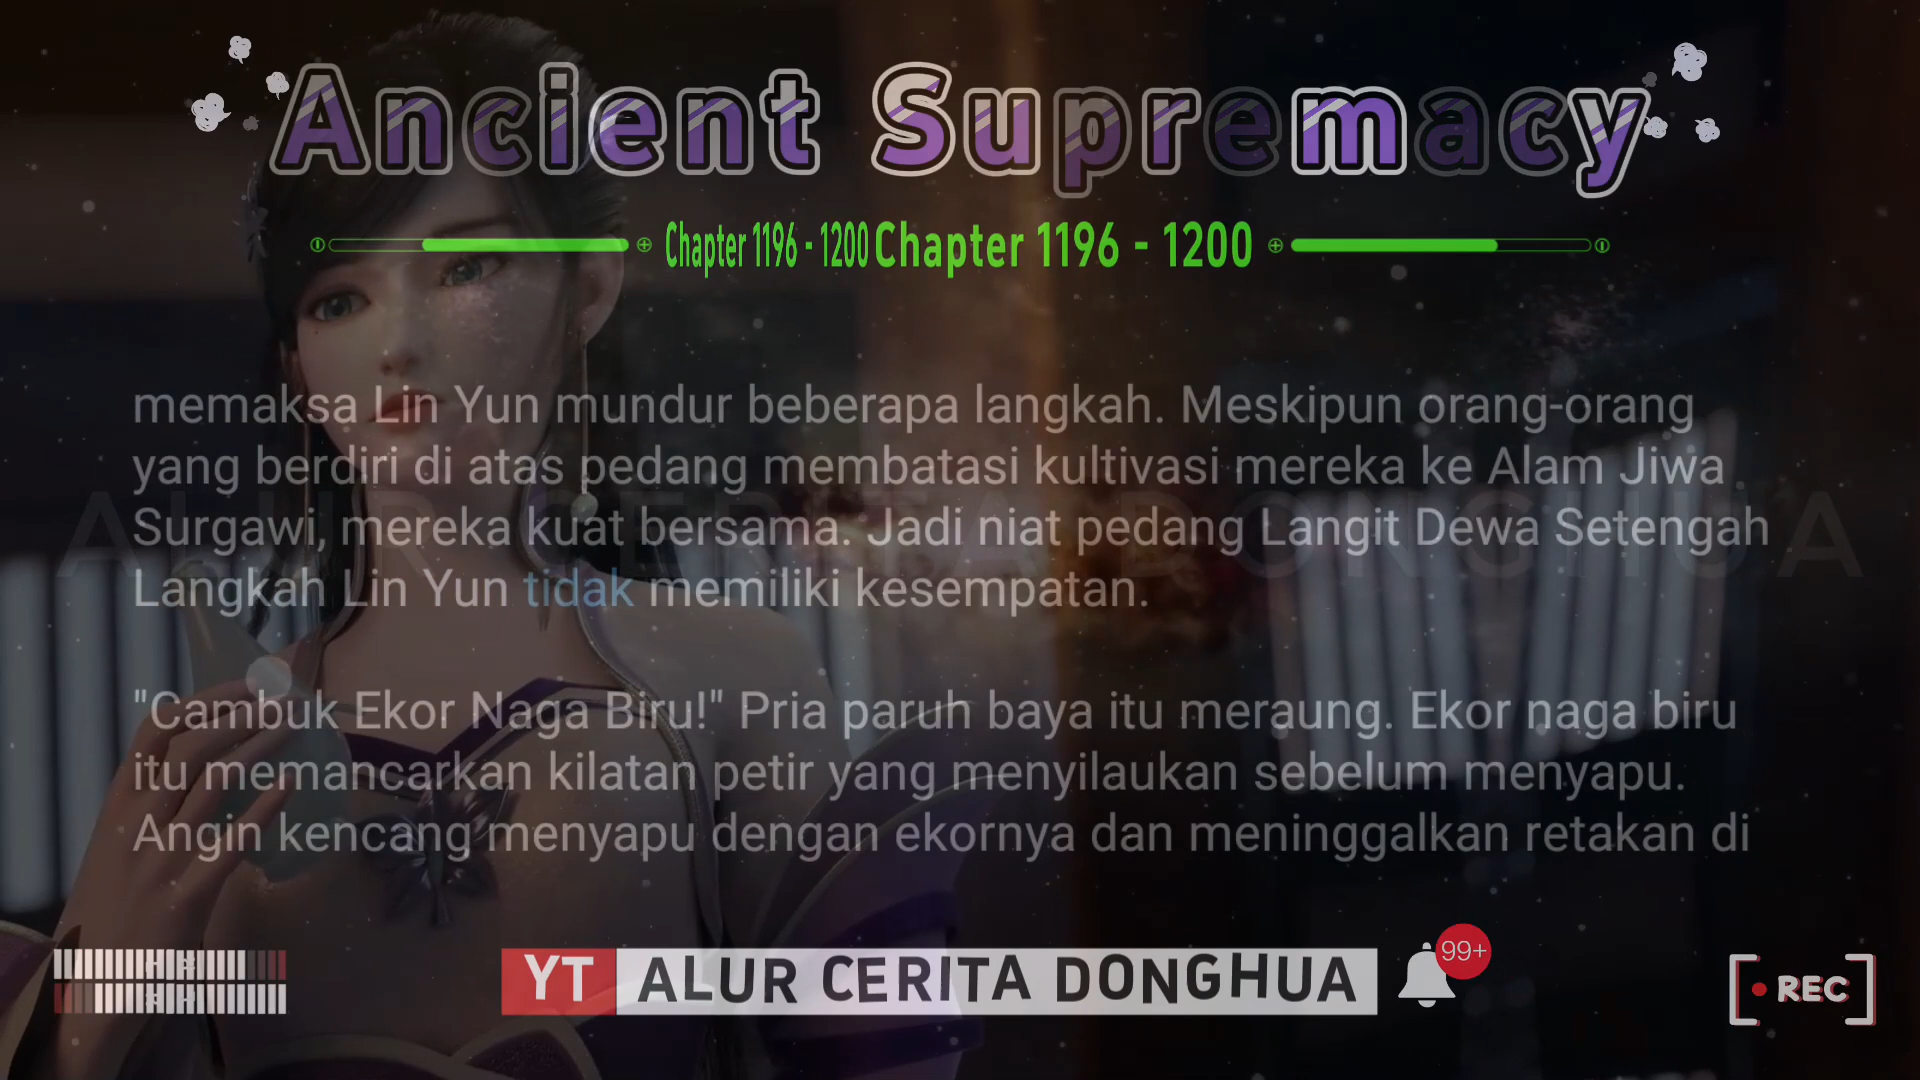 Ancient Supremacy
Chapter 1196 - 1200 Chapter 1196 - 1200
memaksa Lin Yun mundur beberapa langkah. Meskipun orang-orang
yang berdiri di atas pedang membatasi kultivasi mereka ke Alam Jiwa
ALUR CERITA DONGHUA
Surgawi, mereka kuat bersama. Jadi niat pedang Langit Dewa Setengah
Langkah Lin Yun tidak memiliki kesempatan.
"Cambuk Ekor Naga Biru!" Pria paruh baya itu meraung. Ekor naga biru
itu memancarkan kilatan petir yang menyilaukan sebelum menyapu.
Angin kencang menyapu dengan ekornya dan meninggalkan retakan di
YT ALUR CERITA DONGHUA
99+
REC